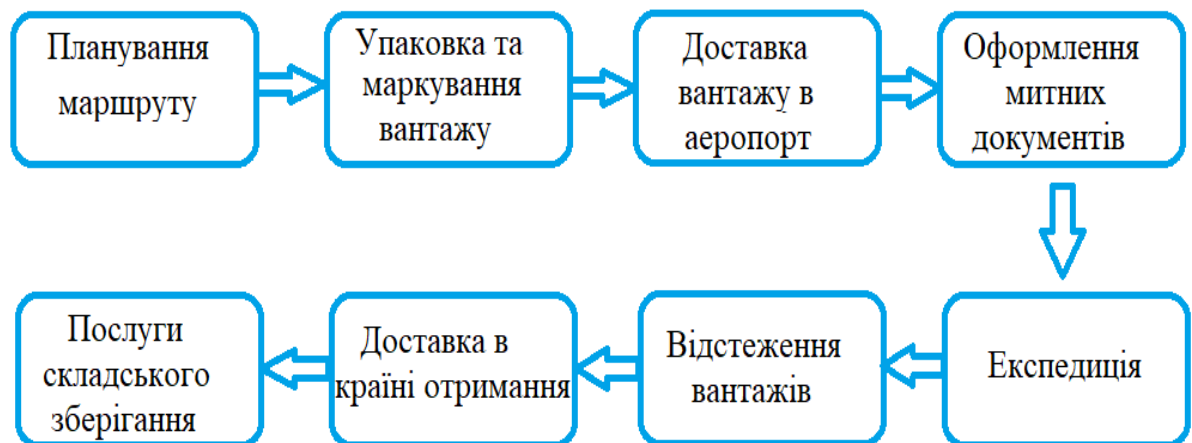 Планування
маршруту
Упаковка та
маркування
вантажу
Доставка
вантажу в
аеропорт
Оформлення
митних
документів
Експедиція
Відстеження
вантажів
Доставка в
країні отримання
Послуги
складського
зберігання